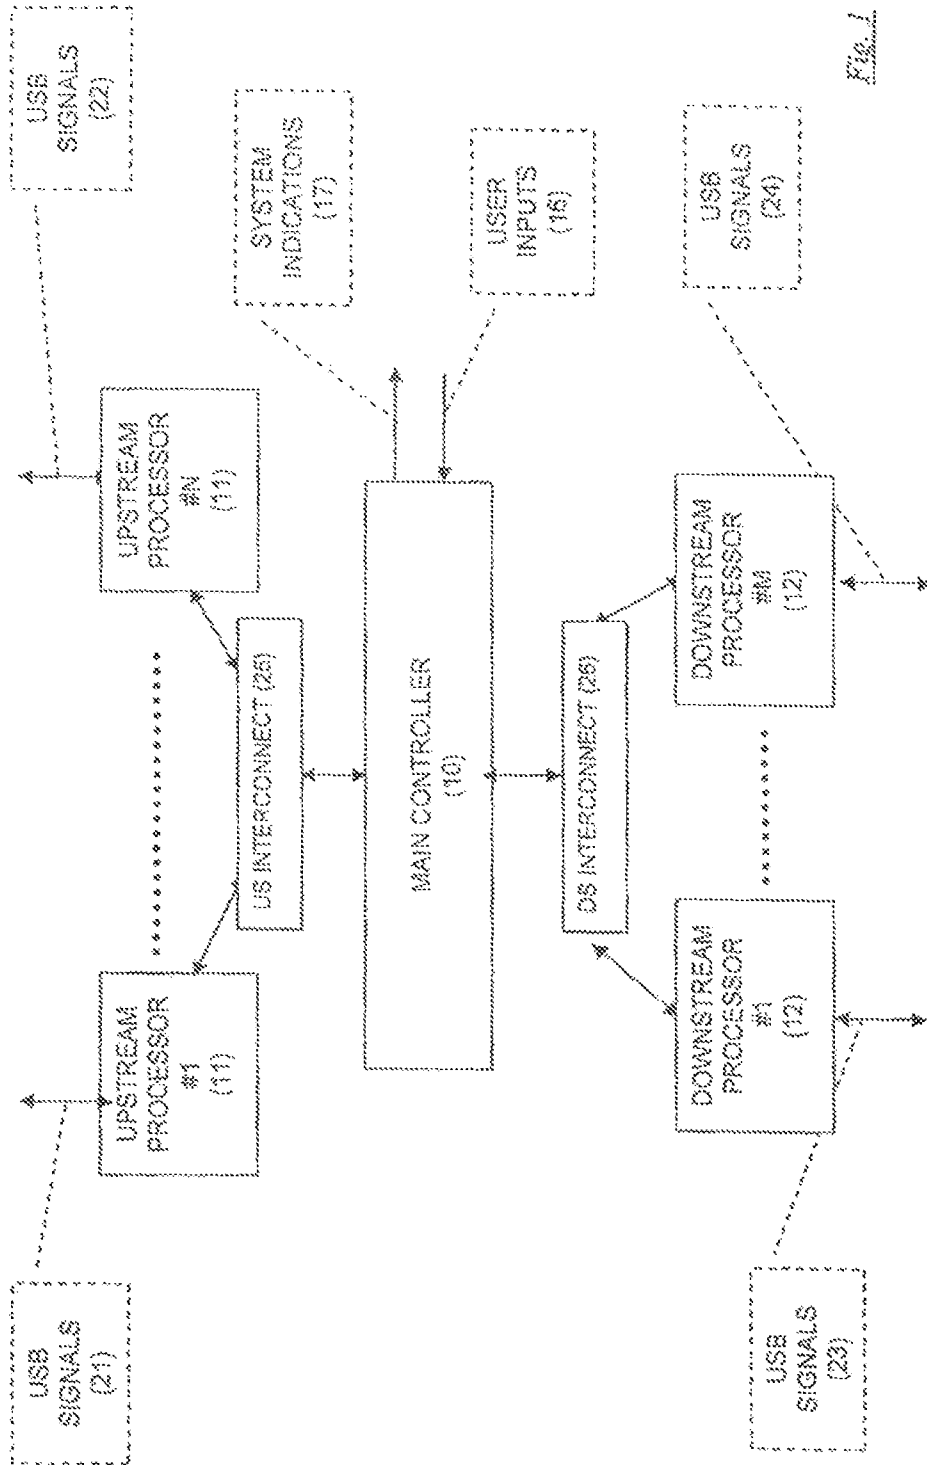 USB
SIGNALS
(21)
UPSTREAM
PROCESSOR
#1
(11)
UPSTREAM
PROCESSOR
#N
(11)
USB
SIGNALS
(22)
US INTERCONNECT (25)
SYSTEM
INDICATIONS
(17)
MAIN CONTROLLER
(10)
USER
INPUTS
(16)
DS INTERCONNECT (26)
DOWNSTREAM
PROCESSOR
#1
(12)
DOWNSTREAM
PROCESSOR
#M
(12)
USB
SIGNALS
(23)
USB
SIGNALS
(24)
Fig. 1